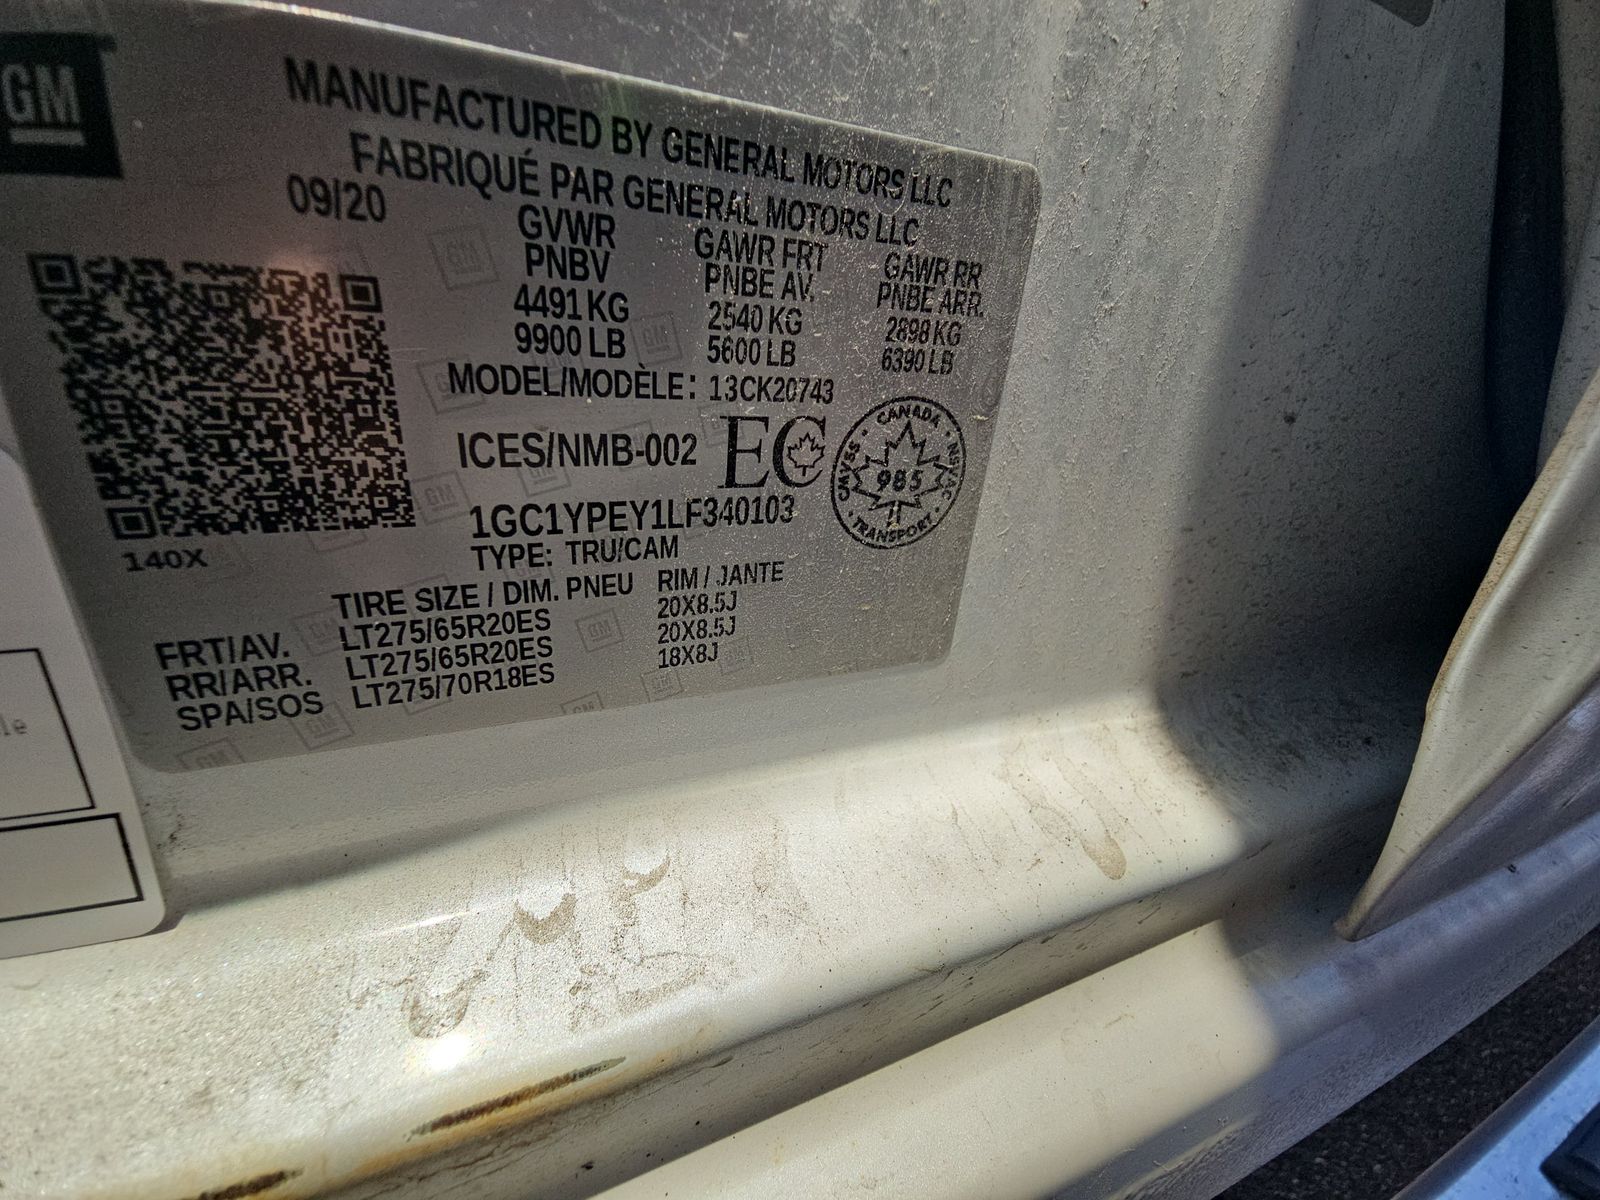 GM
MANUFACTURED BY GENERAL MOTORS LLC
FABRIQUÉ PAR GENERAL MOTORS LLC
09/20
GVWR GAWR FRT GAWR RR
PNBV PNBE AV. PNBE ARR.
4491 KG 2540 KG 2898 KG
9900 LB 5600 LB 6390 LB
MODEL/MODÈLE: 13CK20743
ICES/NMB-002 EC
CANADA
CMVSS 985 NSVAC
TRANSPORT
1GC1YPEY1LF340103
140X
TYPE: TRU/CAM
TIRE SIZE / DIM. PNEU RIM / JANTE
FRT/AV. LT275/65R20ES 20X8.5J
RR/ARR. LT275/65R20ES 20X8.5J
SPA/SOS LT275/70R18ES 18X8J
le